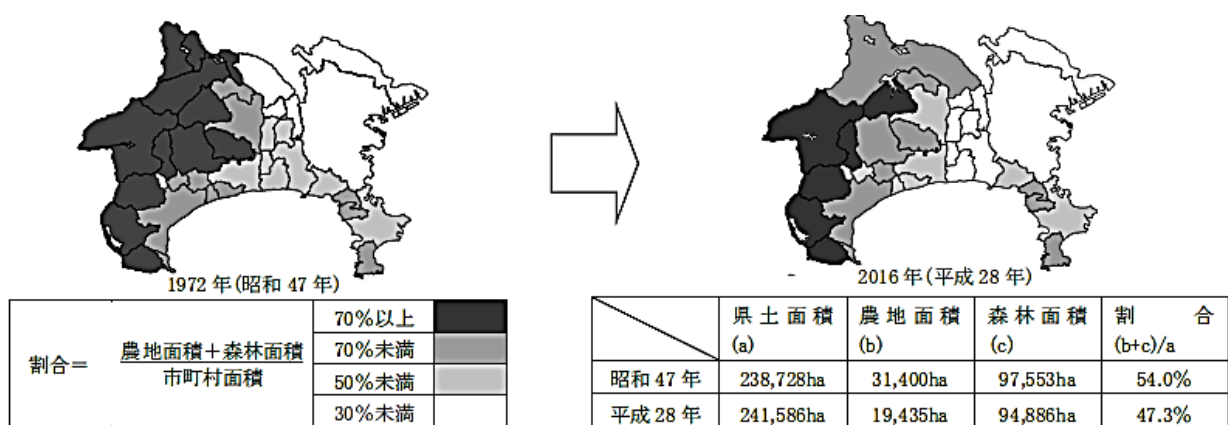 1972 年(昭和 47 年)
2016 年(平成 28 年)
割合＝ 農地面積＋森林面積
市町村面積
70％以上
70％未満
50％未満
30％未満
県土面積 農地面積 森林面積 割合
(a) (b) (c) (b+c)/a
昭和 47 年 238,728ha 31,400ha 97,553ha 54.0%
平成 28 年 241,586ha 19,435ha 94,886ha 47.3%